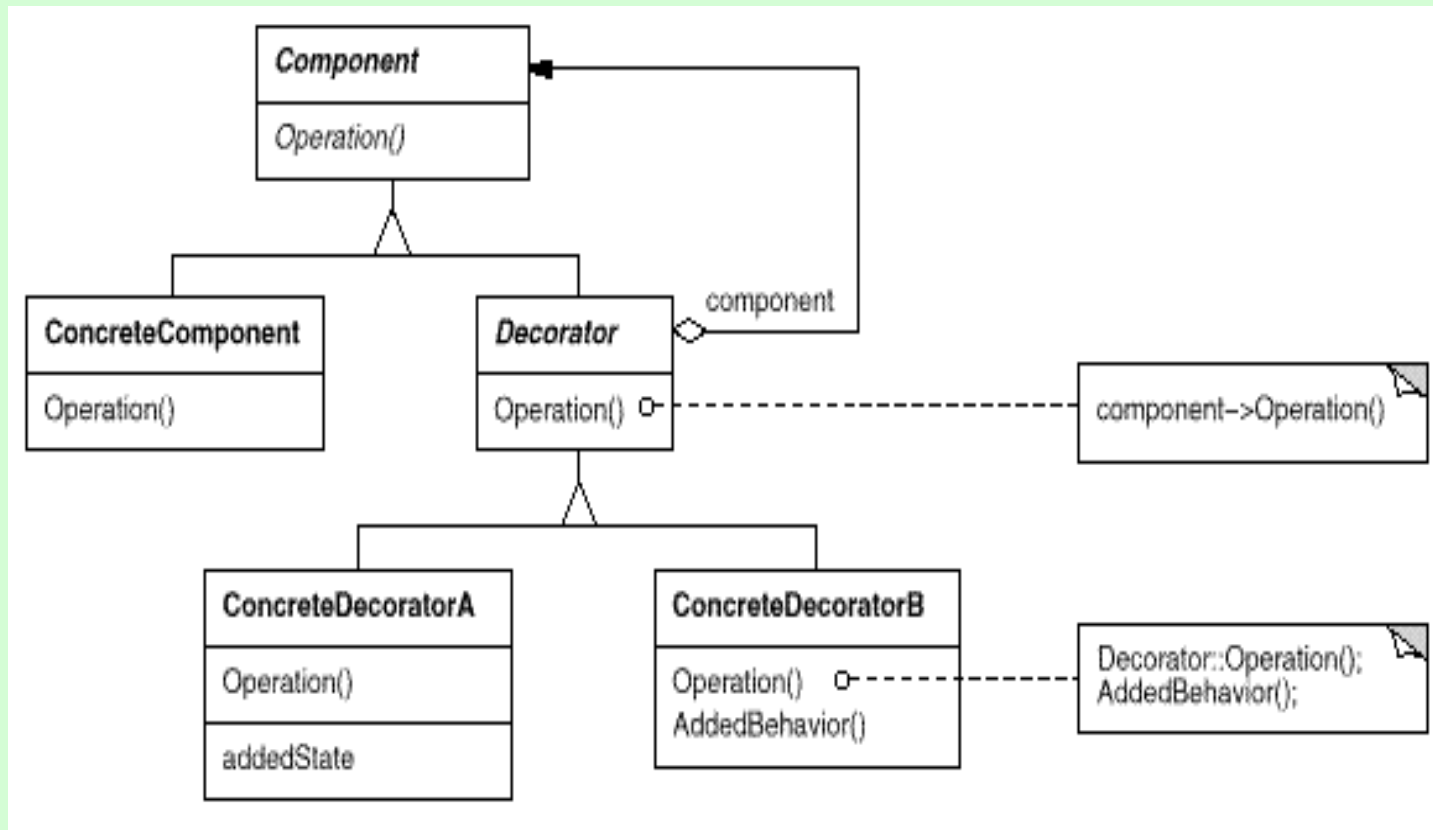 Component
Operation()
component
ConcreteComponent
Operation()
Decorator
Operation()
component->Operation()
ConcreteDecoratorA
Operation()
addedState
ConcreteDecoratorB
Operation()
AddedBehavior()
Decorator::Operation();
AddedBehavior();